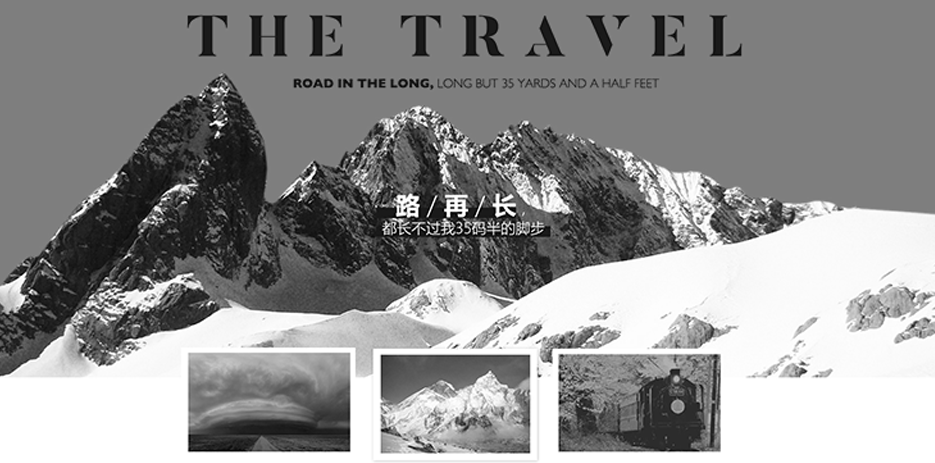 THE TRAVEL
ROAD IN THE LONG, LONG BUT 35 YARDS AND A HALF FEET
路/再/长
都长不过我35码半的脚步